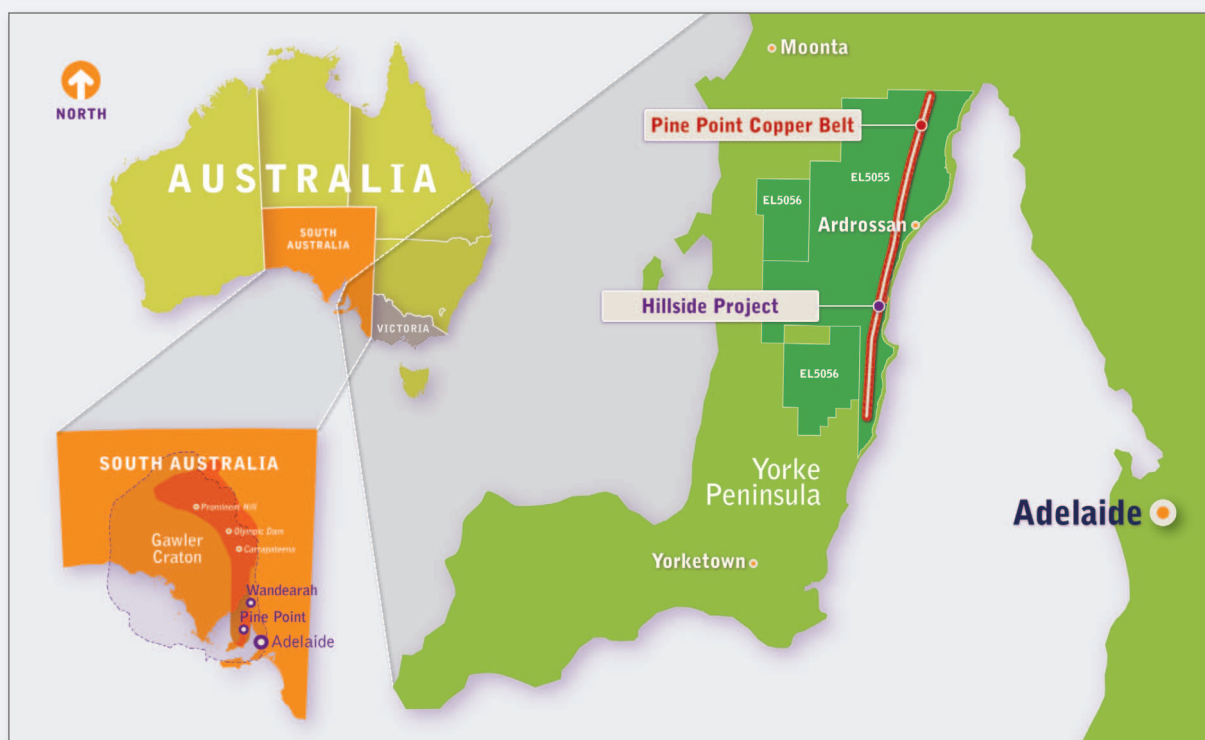 NORTH
AUSTRALIA
SOUTH
AUSTRALIA
VICTORIA
Moonta
Pine Point Copper Belt
EL5055
EL5056
Ardrossan
Hillside Project
EL5056
Yorke
Peninsula
Adelaide
Yorketown
SOUTH AUSTRALIA
Prominent Hill
Olympic Dam
Carrapateena
Gawler
Craton
Wandearah
Pine Point
Adelaide